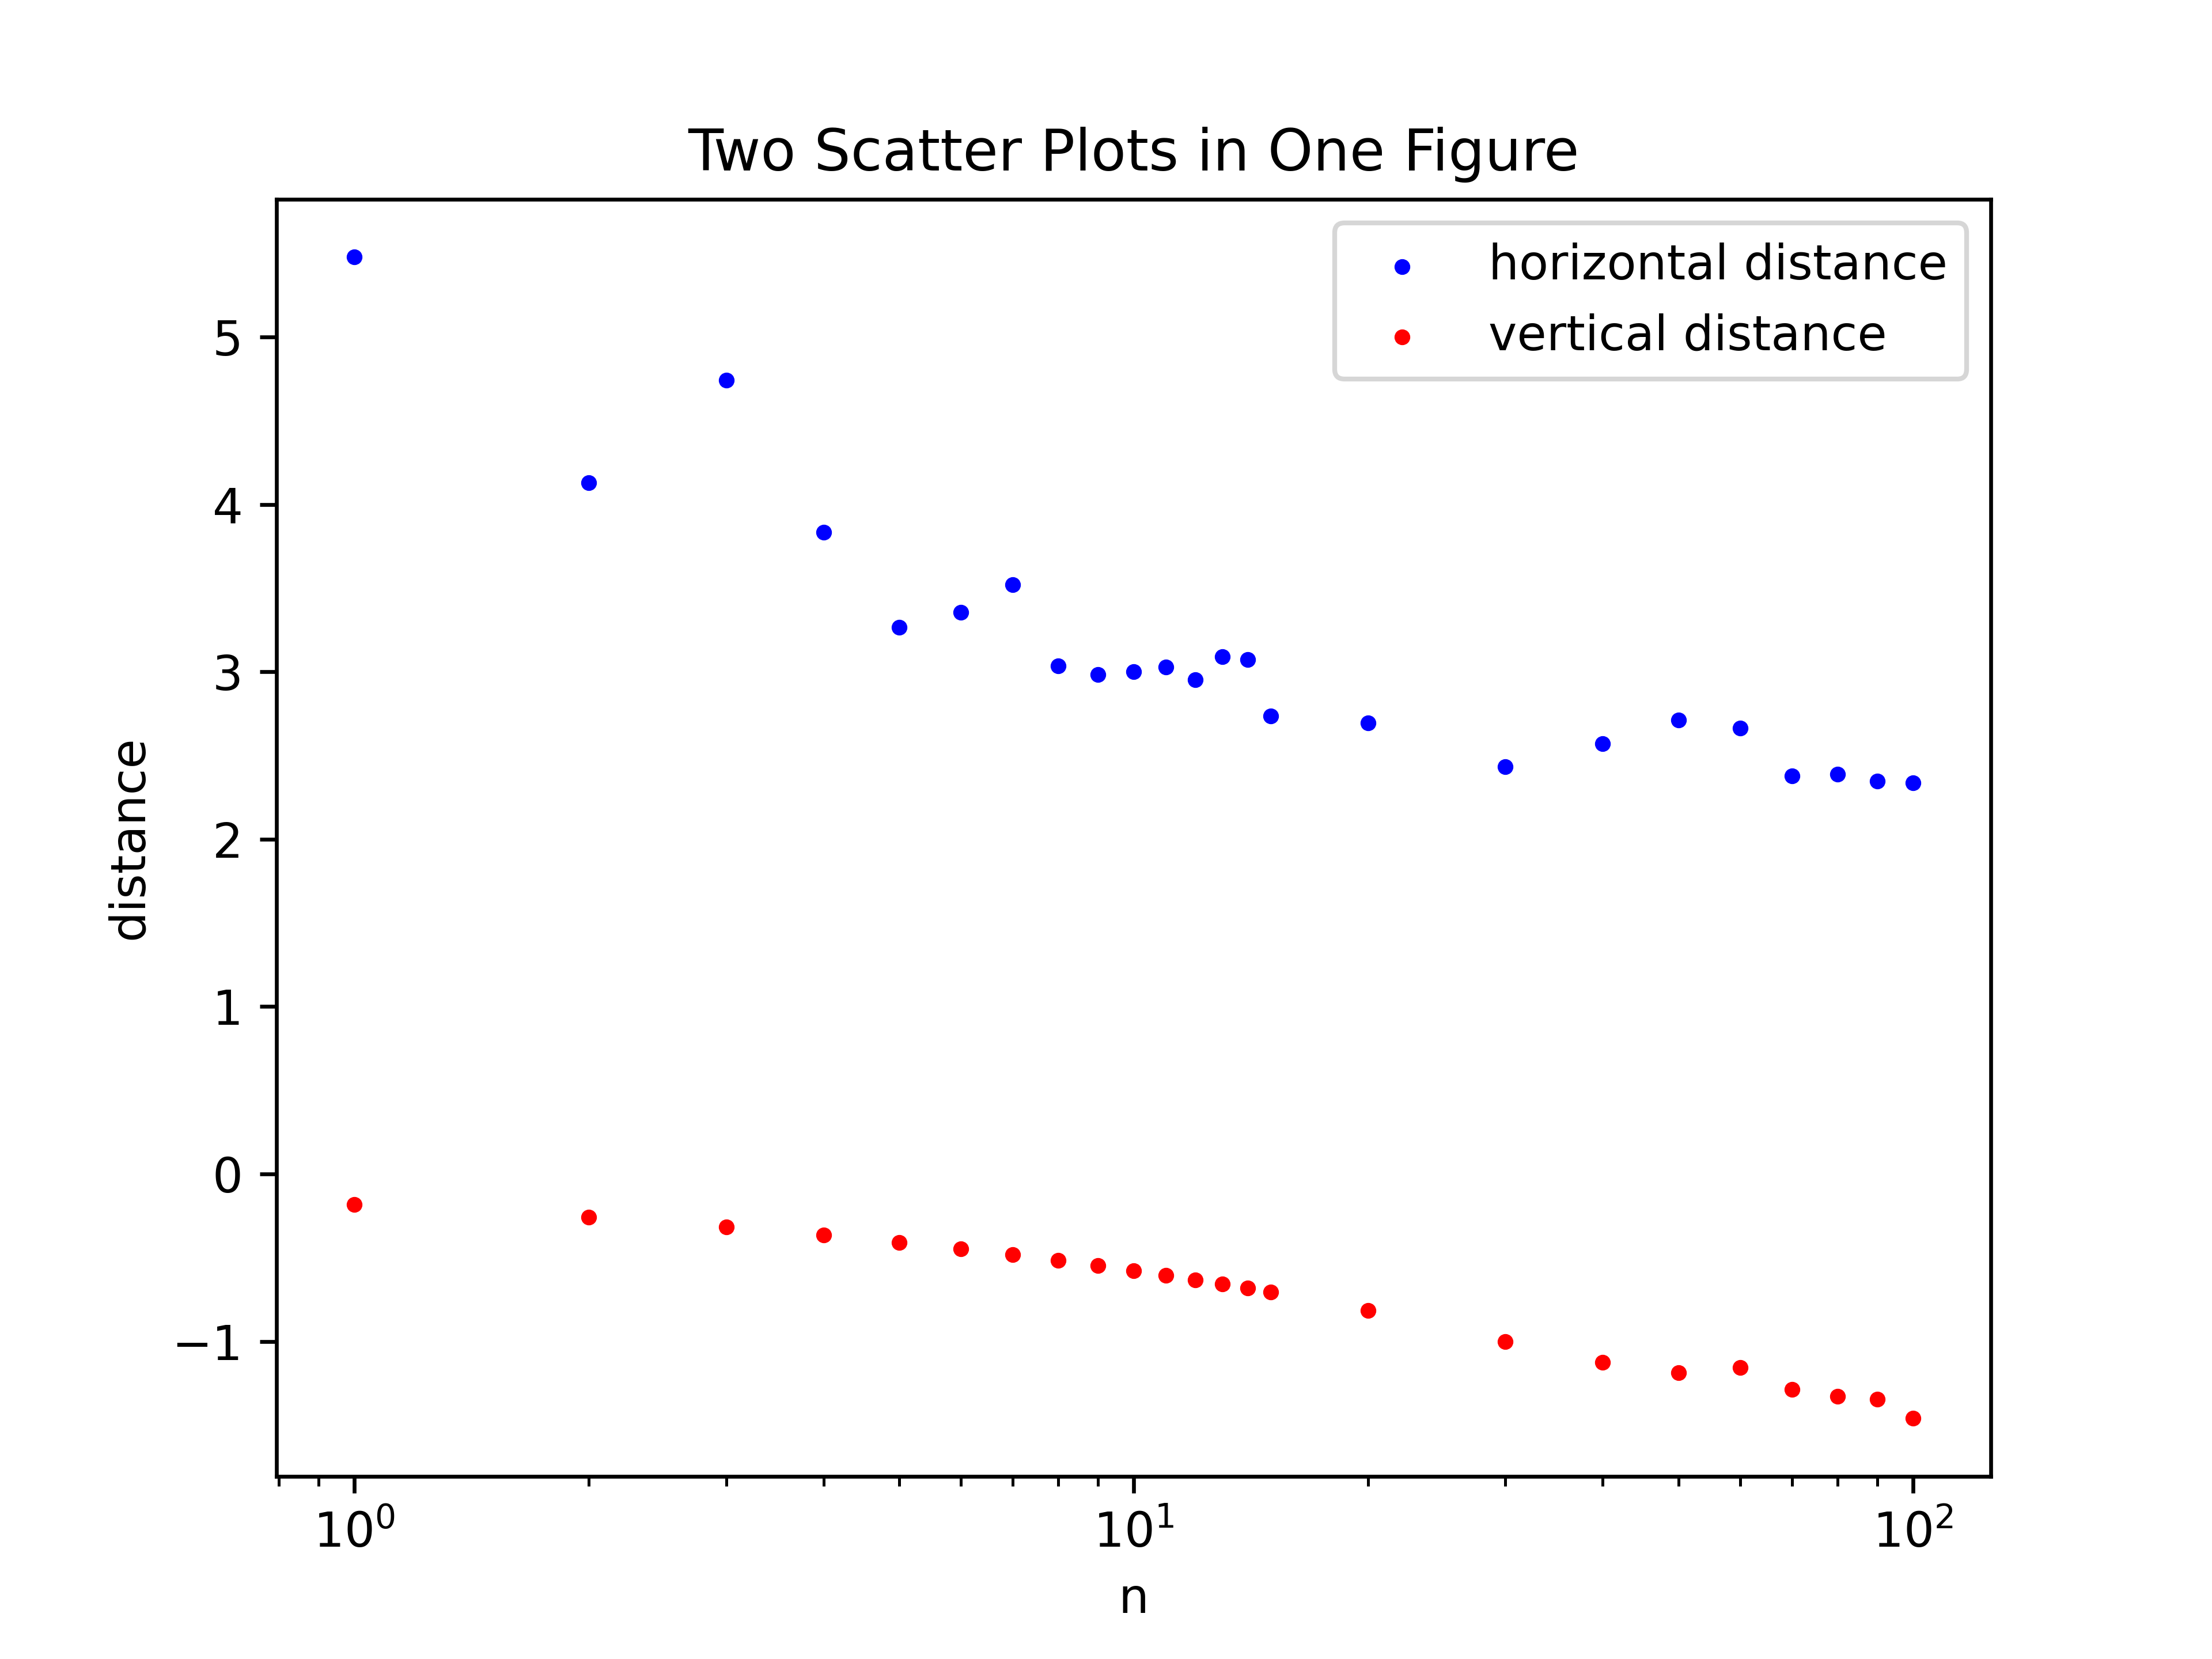 Two Scatter Plots in One Figure
horizontal distance
vertical distance
5
4
3
2
1
0
−1
distance
10⁰
10¹
10²
n